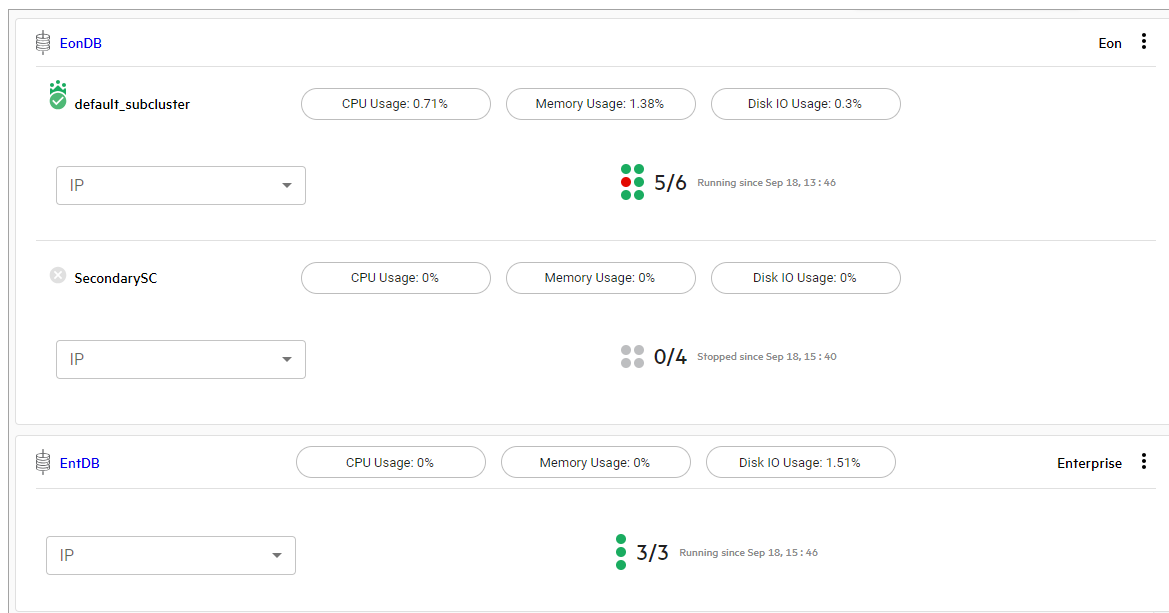 EonDB Eon
default_subcluster CPU Usage: 0.71% Memory Usage: 1.38% Disk IO Usage: 0.3%
IP 5/6 Running since Sep 18, 13:46
SecondarySC CPU Usage: 0% Memory Usage: 0% Disk IO Usage: 0%
IP 0/4 Stopped since Sep 18, 15:40
EntDB CPU Usage: 0% Memory Usage: 0% Disk IO Usage: 1.51% Enterprise
IP 3/3 Running since Sep 18, 15:46